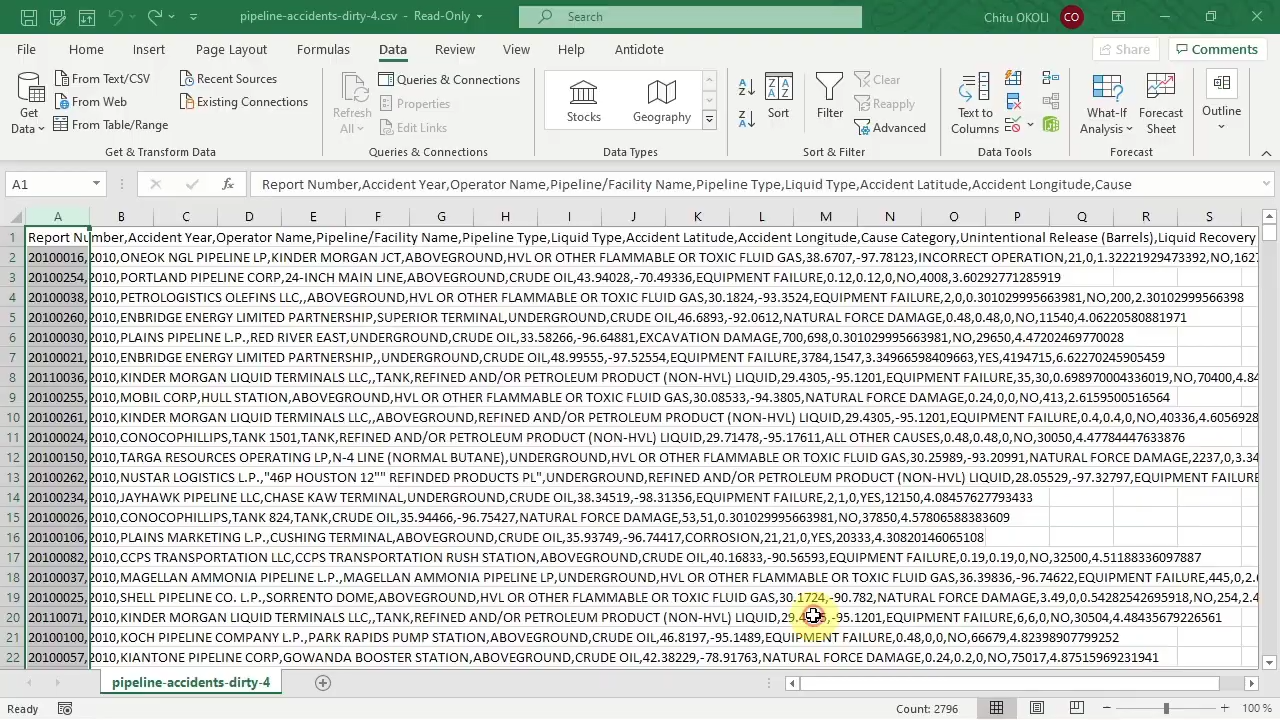 pipeline-accidents-dirty-4.csv - Read-Only
Search
Chitu OKOLI
CO
File Home Insert Page Layout Formulas Data Review View Help Antidote
Share
Comments
Get Data
From Text/CSV
From Web
From Table/Range
Recent Sources
Existing Connections
Get & Transform Data
Refresh All
Queries & Connections
Properties
Edit Links
Queries & Connections
Stocks
Geography
Data Types
Sort
Filter
Clear
Reapply
Advanced
Sort & Filter
Text to Columns
Data Tools
What-If Analysis
Forecast Sheet
Forecast
Outline
A1
fx
Report Number,Accident Year,Operator Name,Pipeline/Facility Name,Pipeline Type,Liquid Type,Accident Latitude,Accident Longitude,Cause
A B C D E F G H I J K L M N O P Q R S
1 Report Number,Accident Year,Operator Name,Pipeline/Facility Name,Pipeline Type,Liquid Type,Accident Latitude,Accident Longitude,Cause Category,Unintentional Release (Barrels),Liquid Recovery
2 20100016,2010,ONEOK NGL PIPELINE LP,KINDER MORGAN JCT,ABOVEGROUND,HVL OR OTHER FLAMMABLE OR TOXIC FLUID GAS,38.6707,-97.78123,INCORRECT OPERATION,21,0,1.32221929473392,NO,1627
3 20100254,2010,PORTLAND PIPELINE CORP,24-INCH MAIN LINE,ABOVEGROUND,CRUDE OIL,43.94028,-70.49336,EQUIPMENT FAILURE,0.12,0.12,0,NO,4008,3.60292771285919
4 20100038,2010,PETROLOGISTICS OLEFINS LLC,,ABOVEGROUND,HVL OR OTHER FLAMMABLE OR TOXIC FLUID GAS,30.1824,-93.3524,EQUIPMENT FAILURE,2,0,0.301029995663981,NO,200,2.301029995663​98
5 20100260,2010,ENBRIDGE ENERGY LIMITED PARTNERSHIP,SUPERIOR TERMINAL,UNDERGROUND,CRUDE OIL,46.6893,-92.0612,NATURAL FORCE DAMAGE,0.48,0.48,0,NO,11540,4.06220580881971
6 20100030,2010,PLAINS PIPELINE L.P.,RED RIVER EAST,UNDERGROUND,CRUDE OIL,33.58266,-96.64881,EXCAVATION DAMAGE,700,698,0.301029995663981,NO,29650,4.47202469770028
7 20100021,2010,ENBRIDGE ENERGY LIMITED PARTNERSHIP,,UNDERGROUND,CRUDE OIL,48.99555,-97.52554,EQUIPMENT FAILURE,3784,1547,3.34966598409663,YES,4194715,6.62270245905459
8 20110036,2010,KINDER MORGAN LIQUID TERMINALS LLC,,TANK,REFINED AND/OR PETROLEUM PRODUCT (NON-HVL) LIQUID,29.4305,-95.1201,EQUIPMENT FAILURE,35,30,0.698970004336019,NO,70400,4.84
9 20100255,2010,MOBIL CORP,HULL STATION,ABOVEGROUND,HVL OR OTHER FLAMMABLE OR TOXIC FLUID GAS,30.08533,-94.3805,NATURAL FORCE DAMAGE,0.24,0,0,NO,413,2.6159500516564
10 20100261,2010,KINDER MORGAN LIQUID TERMINALS LLC,,ABOVEGROUND,REFINED AND/OR PETROLEUM PRODUCT (NON-HVL) LIQUID,29.4305,-95.1201,EQUIPMENT FAILURE,0.4,0.4,0,NO,40336,4.6056928
11 20100024,2010,CONOCOPHILLIPS,TANK 1501,TANK,REFINED AND/OR PETROLEUM PRODUCT (NON-HVL) LIQUID,29.71478,-95.17611,ALL OTHER CAUSES,0.48,0.48,0,NO,30050,4.47784447633876
12 20100150,2010,TARGA RESOURCES OPERATING LP,N-4 LINE (NORMAL BUTANE),UNDERGROUND,HVL OR OTHER FLAMMABLE OR TOXIC FLUID GAS,30.25989,-93.20991,NATURAL FORCE DAMAGE,2237,0,3.34
13 20100262,2010,NUSTAR LOGISTICS L.P.,"46P HOUSTON 12"" REFINDED PRODUCTS PL",UNDERGROUND,REFINED AND/OR PETROLEUM PRODUCT (NON-HVL) LIQUID,28.05529,-97.32797,EQUIPMENT FAILURE
14 20100234,2010,JAYHAWK PIPELINE LLC,CHASE KAW TERMINAL,UNDERGROUND,CRUDE OIL,38.34519,-98.31356,EQUIPMENT FAILURE,2,1,0,YES,12150,4.08457627793433
15 20100026,2010,CONOCOPHILLIPS,TANK 824,TANK,CRUDE OIL,35.94466,-96.75427,NATURAL FORCE DAMAGE,53,51,0.301029995663981,NO,37850,4.57806588383609
16 20100106,2010,PLAINS MARKETING L.P.,CUSHING TERMINAL,ABOVEGROUND,CRUDE OIL,35.93749,-96.74417,CORROSION,21,21,0,YES,20333,4.30820146065108
17 20100082,2010,CCPS TRANSPORTATION LLC,CCPS TRANSPORTATION RUSH STATION,ABOVEGROUND,CRUDE OIL,40.16833,-90.56593,EQUIPMENT FAILURE,0.19,0.19,0,NO,32500,4.51188336097887
18 20100037,2010,MAGELLAN AMMONIA PIPELINE L.P.,MAGELLAN AMMONIA PIPELINE LP,UNDERGROUND,HVL OR OTHER FLAMMABLE OR TOXIC FLUID GAS,36.39836,-96.74622,EQUIPMENT FAILURE,445,0,2.6
19 20100025,2010,SHELL PIPELINE CO. L.P.,SORRENTO DOME,ABOVEGROUND,HVL OR OTHER FLAMMABLE OR TOXIC FLUID GAS,30.1724,-90.782,NATURAL FORCE DAMAGE,3.49,0,0.54282542695918,NO,254,2.4
20 20110071,2010,KINDER MORGAN LIQUID TERMINALS LLC,,TANK,REFINED AND/OR PETROLEUM PRODUCT (NON-HVL) LIQUID,29.4305,-95.1201,EQUIPMENT FAILURE,6,6,0,NO,30504,4.48435679226561
21 20100100,2010,KOCH PIPELINE COMPANY L.P.,PARK RAPIDS PUMP STATION,ABOVEGROUND,CRUDE OIL,46.8197,-95.1489,EQUIPMENT FAILURE,0.48,0,0,NO,66679,4.82398907799252
22 20100057,2010,KIANTONE PIPELINE CORP,GOWANDA BOOSTER STATION,ABOVEGROUND,CRUDE OIL,42.38229,-78.91763,NATURAL FORCE DAMAGE,0.24,0.2,0,NO,75017,4.87515969231941
pipeline-accidents-dirty-4
Ready
Count: 2796
100 %